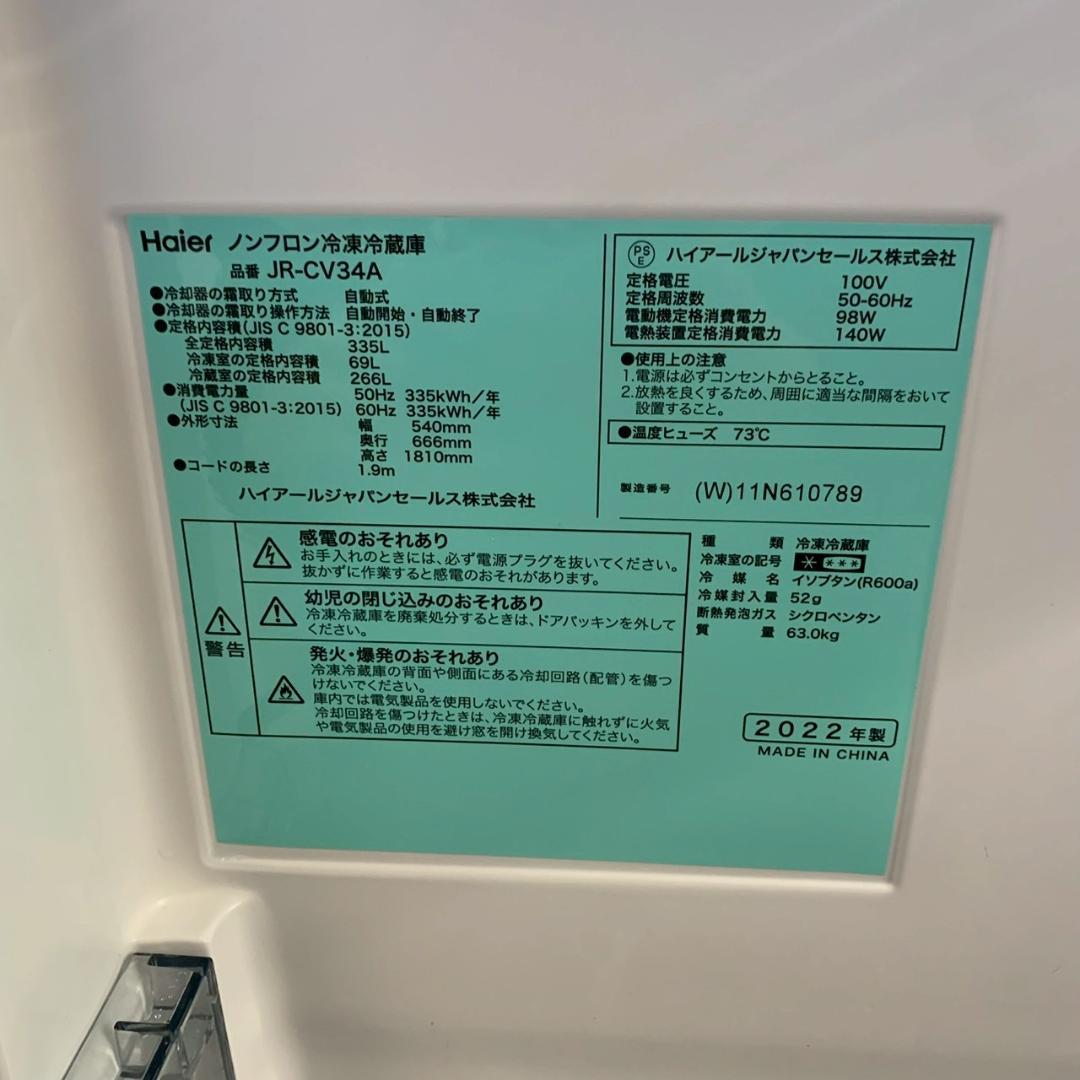 Haier ノンフロン冷凍冷蔵庫
品番 JR-CV34A
●冷却器の霜取り方式 自動式
●冷却器の霜取り操作方法 自動開始・自動終了
●定格内容積(JIS C 9801-3:2015)
全定格内容積 335L
冷凍室の定格内容積 69L
冷蔵室の定格内容積 266L
●消費電力量 50Hz 335kWh/年
(JIS C 9801-3:2015) 60Hz 335kWh/年
●外形寸法 幅 540mm
奥行 666mm
高さ 1810mm
●コードの長さ 1.9m
ハイアールジャパンセールス株式会社
PS
E
ハイアールジャパンセールス株式会社
定格電圧 100V
定格周波数 50-60Hz
電動機定格消費電力 98W
電熱装置定格消費電力 140W
●使用上の注意
1.電源は必ずコンセントからとること。
2.放熱を良くするため、周囲に適当な間隔をおいて
設置すること。
●温度ヒューズ 73℃
製造番号 (W)11N610789
警告
感電のおそれあり
お手入れのときには、必ず電源プラグを抜いてください。
抜かずに作業すると感電のおそれがあります。
幼児の閉じ込みのおそれあり
冷凍冷蔵庫を廃棄処分するときは、ドアパッキンを外して
ください。
発火・爆発のおそれあり
冷凍冷蔵庫の背面や側面にある冷却回路(配管)を傷つ
けないでください。
庫内では電気製品を使用しないでください。
冷却回路を傷つけたときは、冷凍冷蔵庫に触れずに火気
や電気製品の使用を避け窓を開け換気してください。
種類 冷凍冷蔵庫
冷凍室の記号
冷媒名 イソブタン(R600a)
冷媒封入量 52g
断熱発泡ガス シクロペンタン
質量 63.0kg
2022年製
MADE IN CHINA